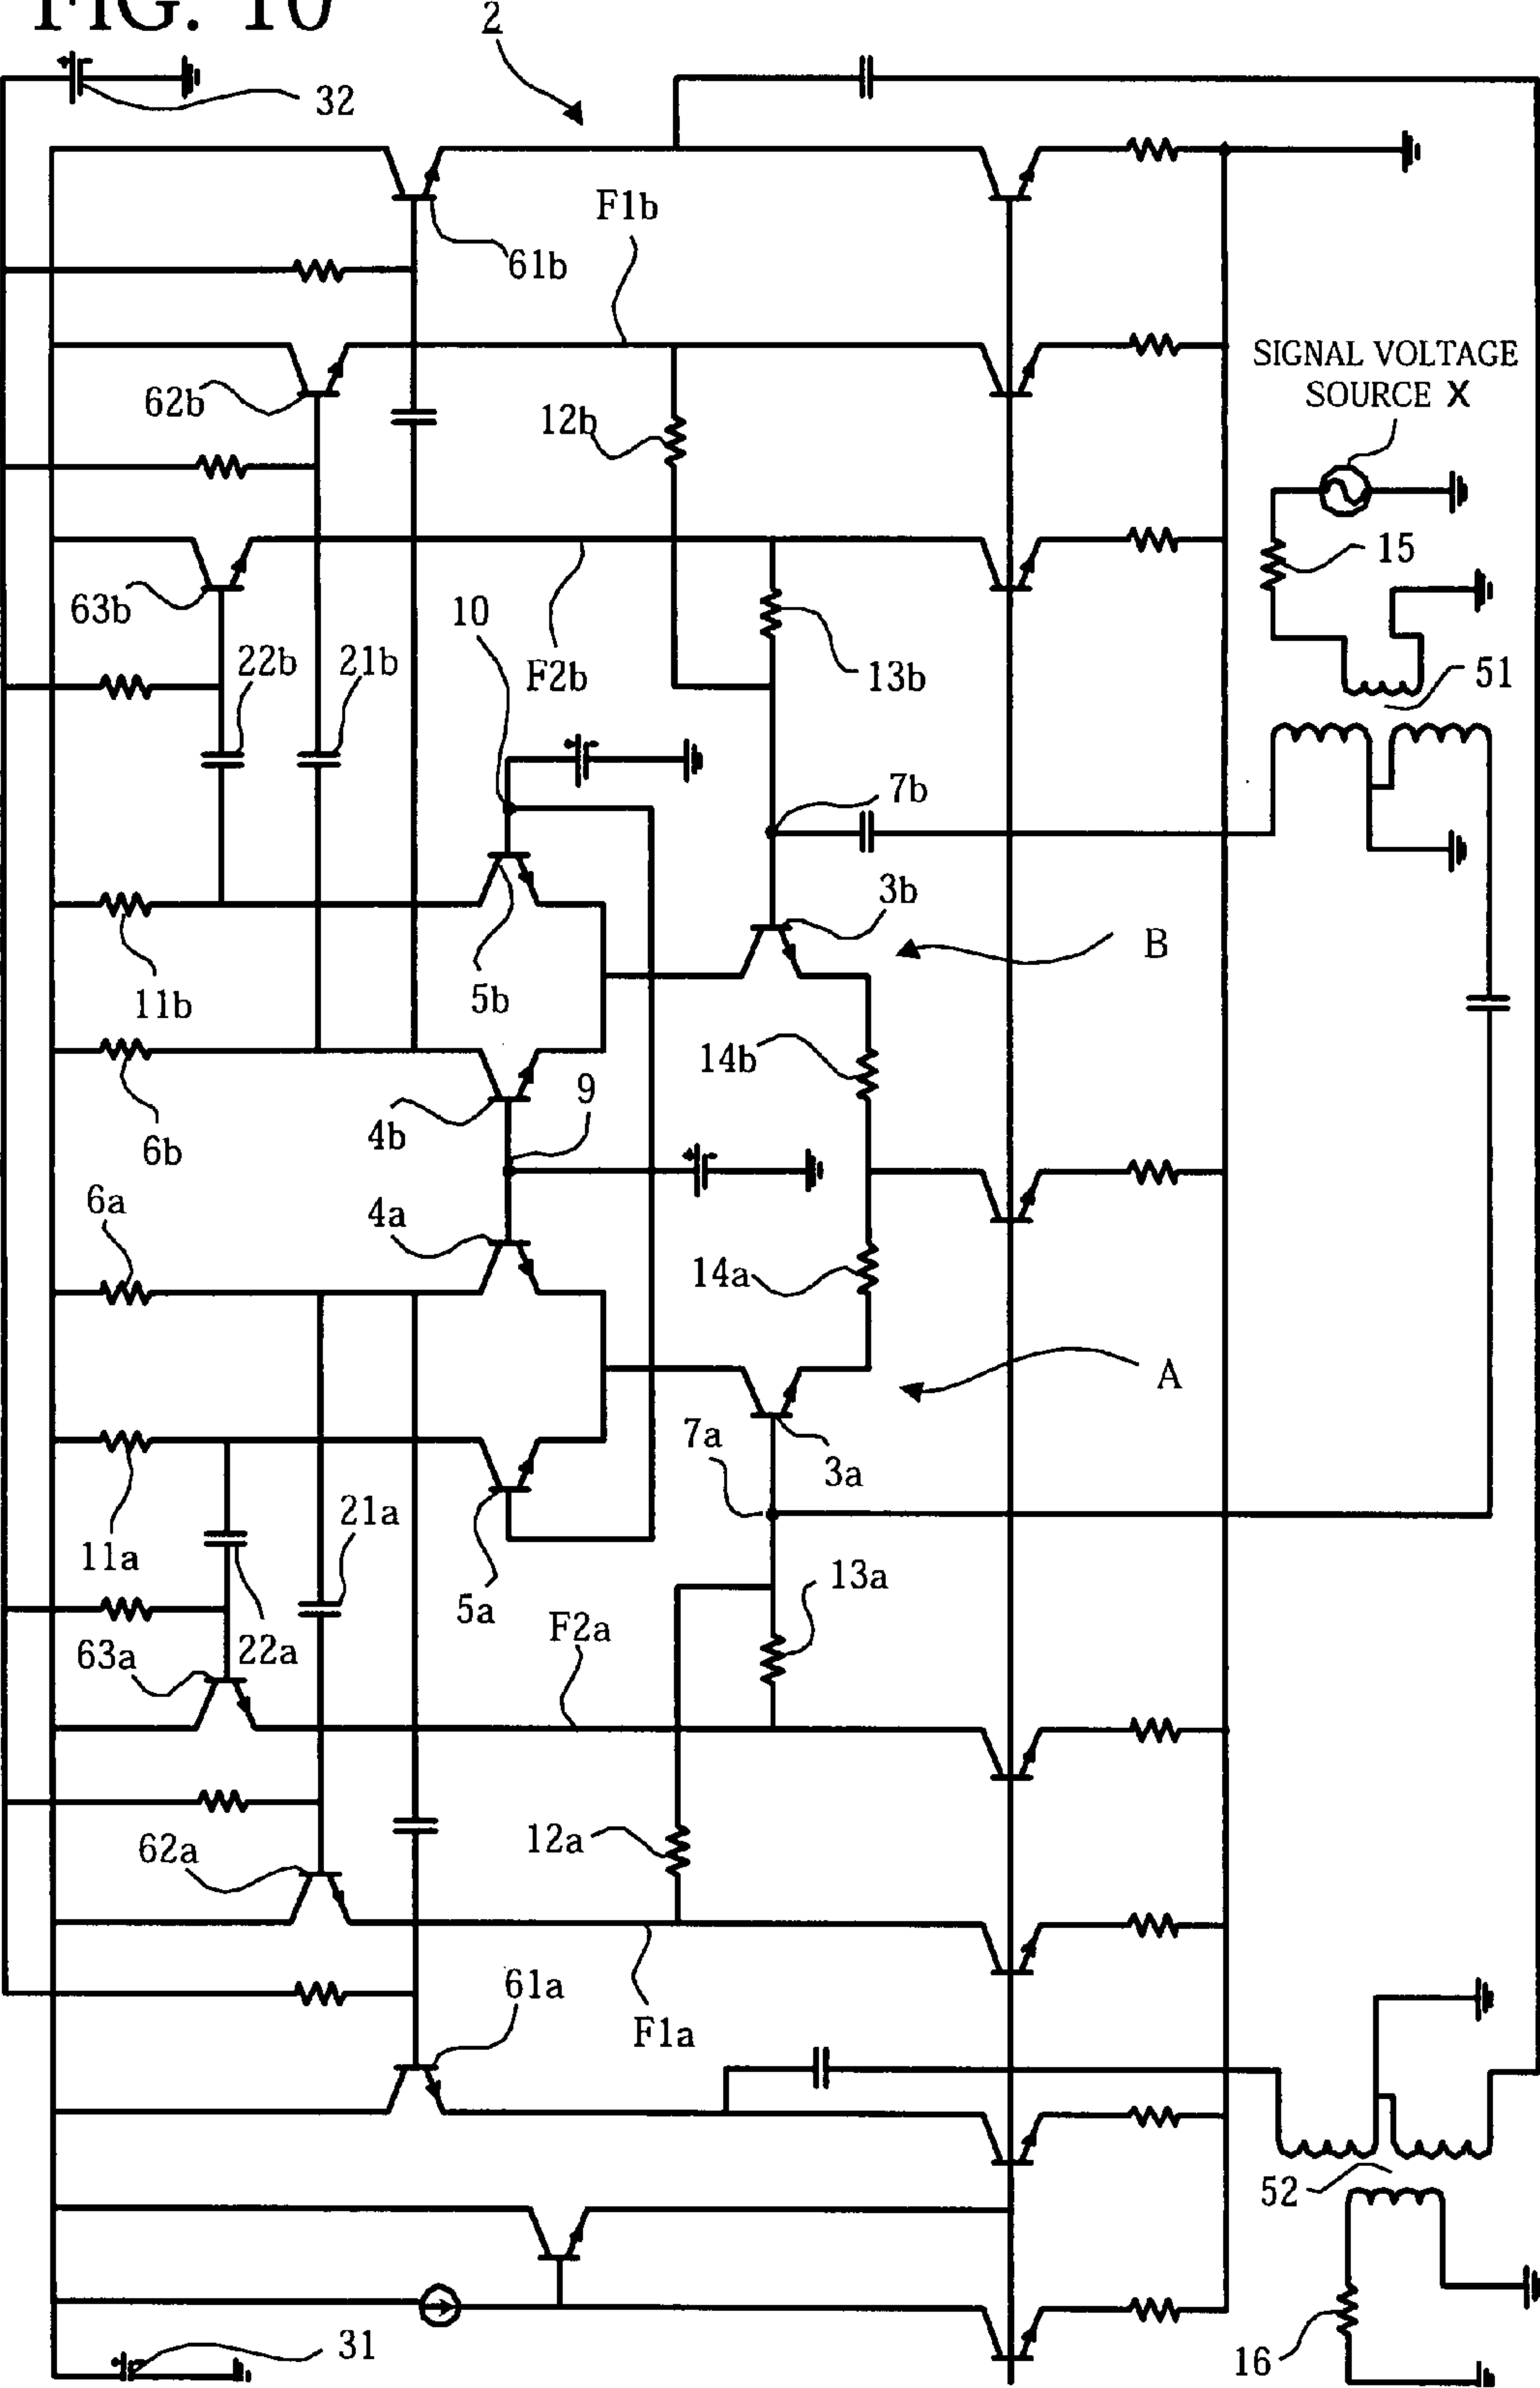 FIG. 10
2
32
F1b
61b
SIGNAL VOLTAGE
SOURCE X
62b
12b
15
63b
10
22b
21b
F2b
13b
51
7b
3b
B
11b
5b
14b
9
4b
6b
6a
4a
14a
A
7a
3a
21a
11a
13a
5a
F2a
63a
22a
12a
62a
61a
F1a
52
31
16